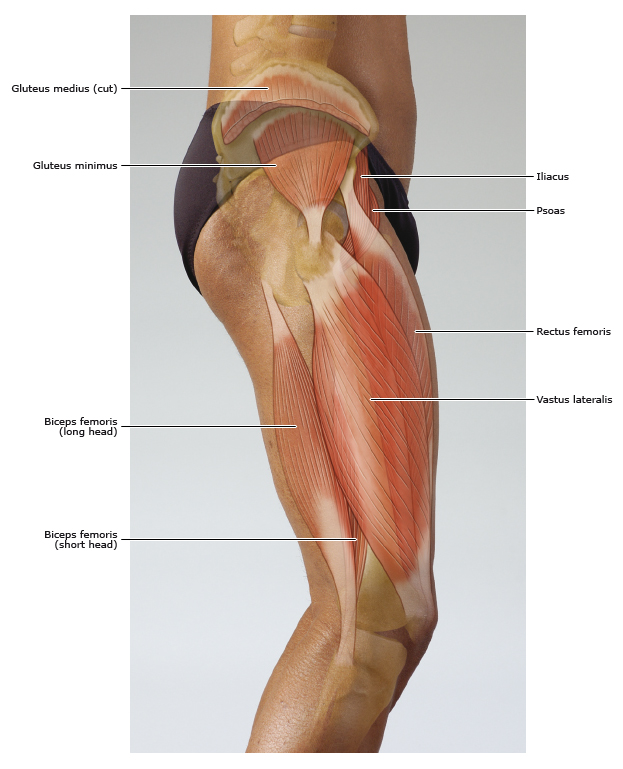 Gluteus medius (cut)
Gluteus minimus
Iliacus
Psoas
Rectus femoris
Vastus lateralis
Biceps femoris
(long head)
Biceps femoris
(short head)